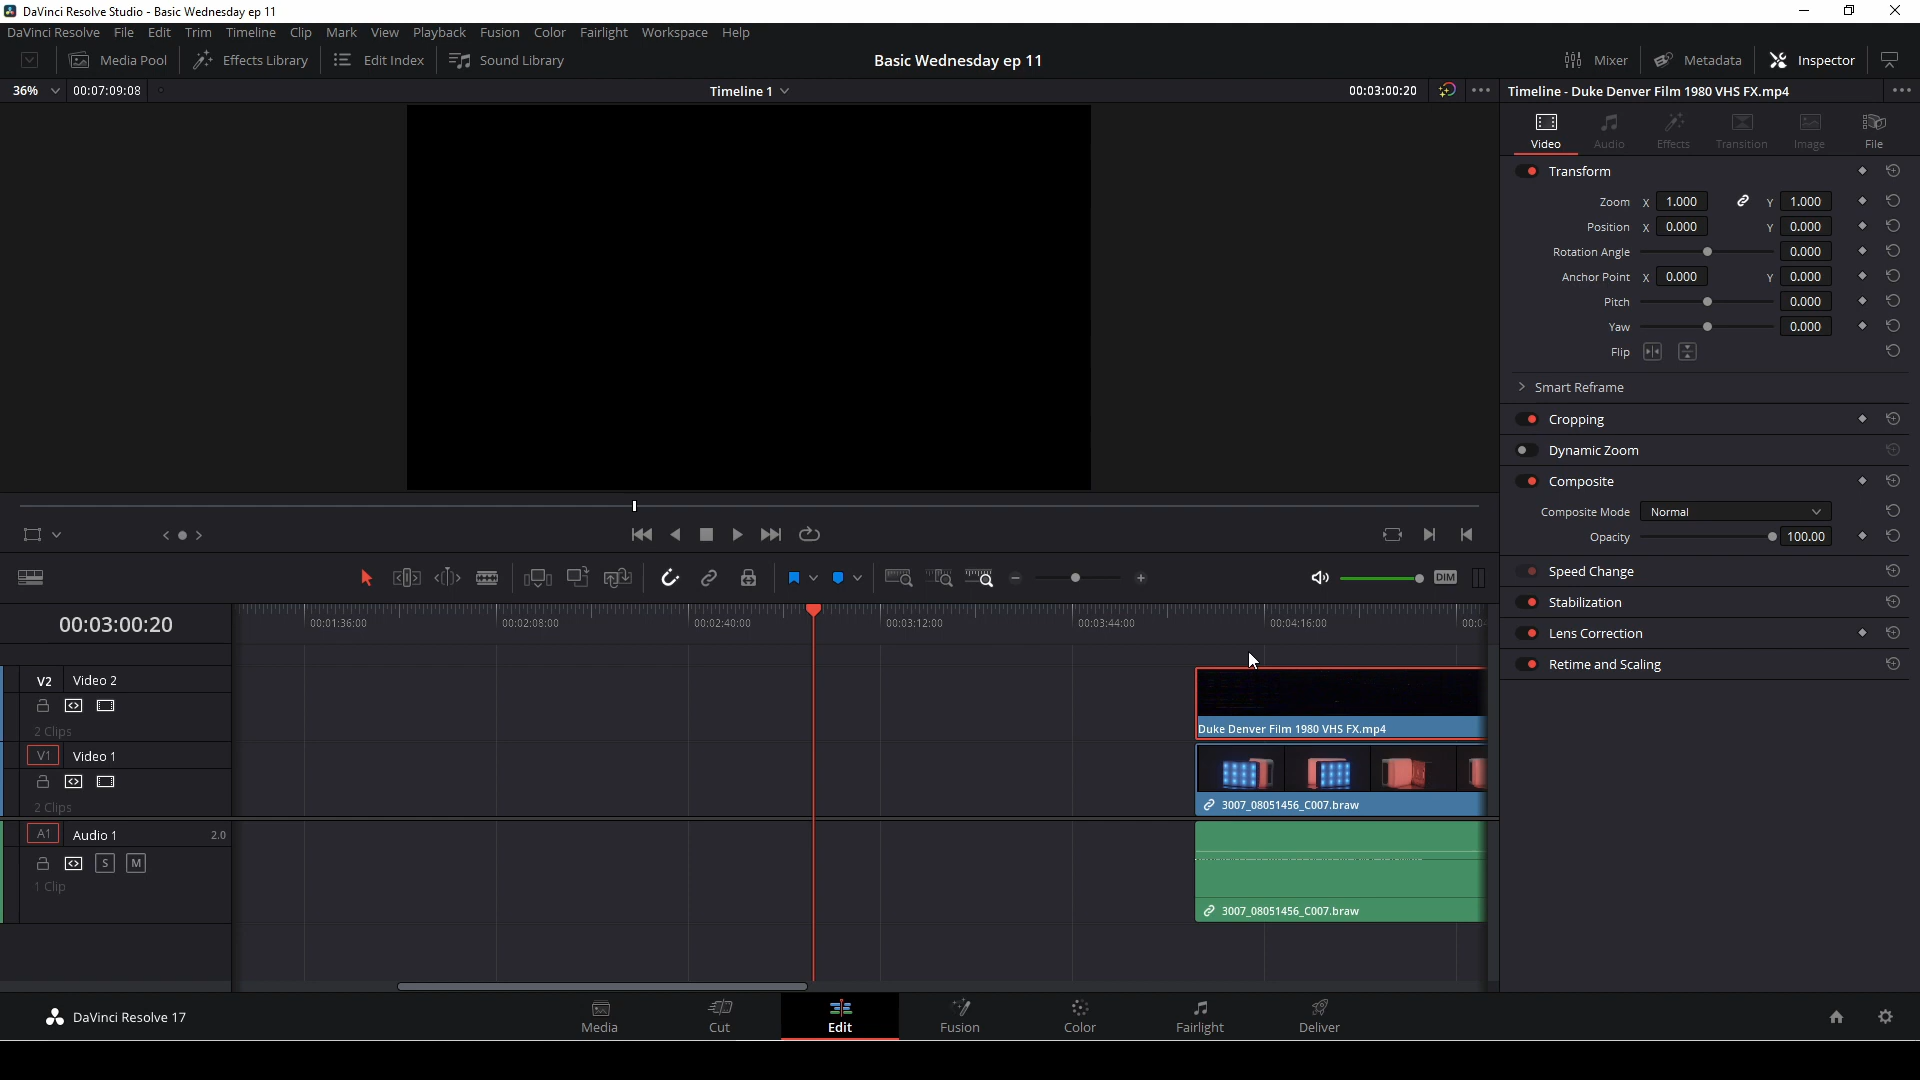 DaVinci Resolve Studio - Basic Wednesday ep 11
DaVinci Resolve File Edit Trim Timeline Clip Mark View Playback Fusion Color Fairlight Workspace Help
Media Pool Effects Library Edit Index Sound Library Basic Wednesday ep 11 Mixer Metadata Inspector
36% 00:07:09:08 Timeline 1 00:03:00:20 Timeline - Duke Denver Film 1980 VHS FX.mp4
Video Audio Effects Transition Image File
Transform
Zoom X 1.000 Y 1.000
Position X 0.000 Y 0.000
Rotation Angle 0.000
Anchor Point X 0.000 Y 0.000
Pitch 0.000
Yaw 0.000
Flip
Smart Reframe
Cropping
Dynamic Zoom
Composite
Composite Mode Normal
Opacity 100.00
Speed Change
Stabilization
Lens Correction
Retime and Scaling
DIM
00:03:00:20
00:01:36:00 00:02:08:00 00:02:40:00 00:03:12:00 00:03:44:00 00:04:16:00 00:0
V2 Video 2
2 Clips
Duke Denver Film 1980 VHS FX.mp4
V1 Video 1
2 Clips
3007_08051456_C007.braw
A1 Audio 1 2.0
S M
1 Clip
3007_08051456_C007.braw
DaVinci Resolve 17
Media Cut Edit Fusion Color Fairlight Deliver